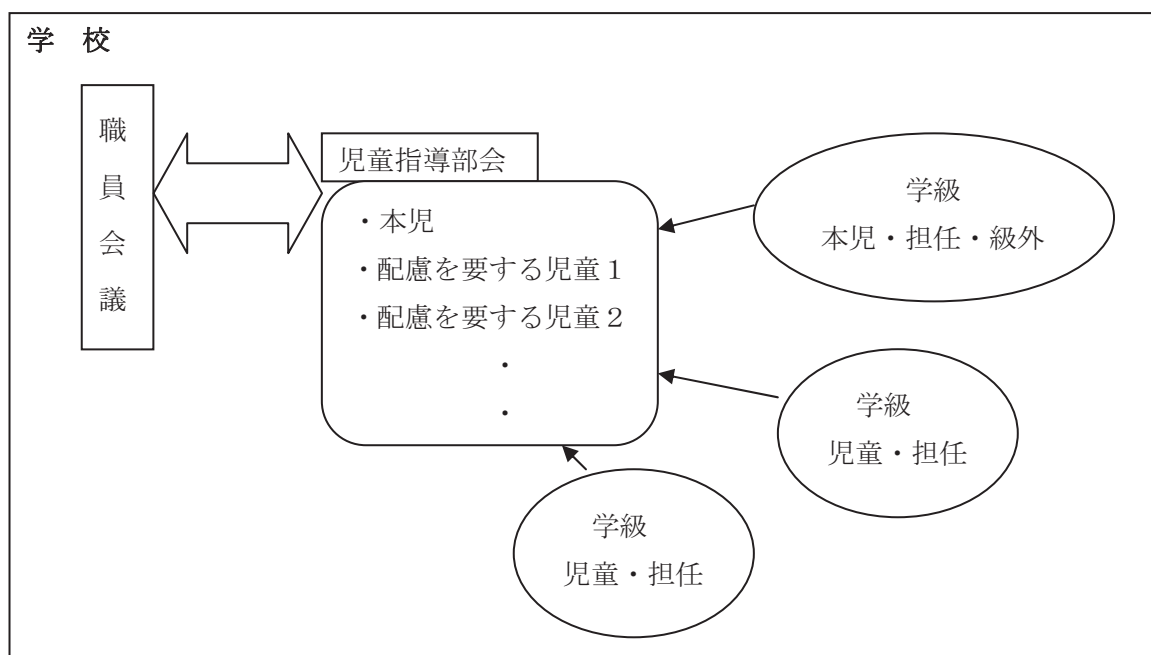 学　校
職員会議
児童指導部会
・本児
・配慮を要する児童１
・配慮を要する児童２
・
・
学級
本児・担任・級外
学級
児童・担任
学級
児童・担任